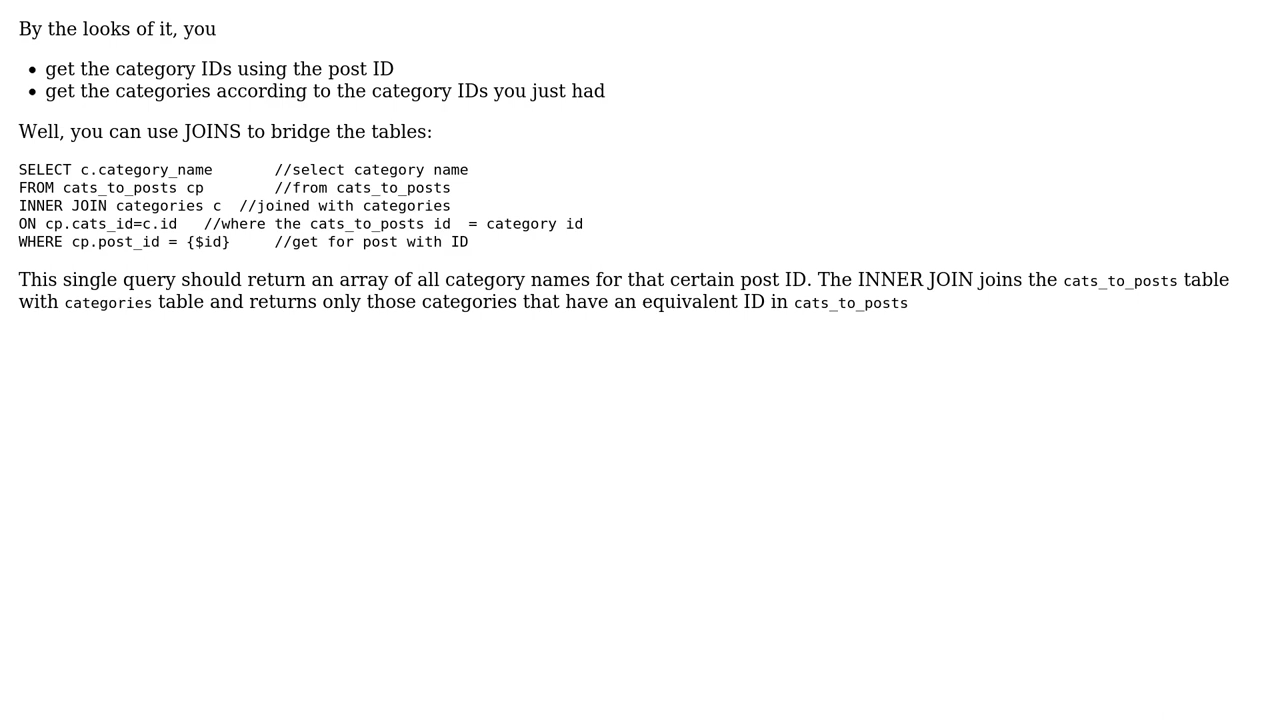 By the looks of it, you
• get the category IDs using the post ID
• get the categories according to the category IDs you just had
Well, you can use JOINS to bridge the tables:
SELECT c.category_name       //select category name
FROM cats_to_posts cp        //from cats_to_posts
INNER JOIN categories c  //joined with categories
ON cp.cats_id=c.id   //where the cats_to_posts id  = category id
WHERE cp.post_id = {$id}     //get for post with ID
This single query should return an array of all category names for that certain post ID. The INNER JOIN joins the cats_to_posts table
with categories table and returns only those categories that have an equivalent ID in cats_to_posts